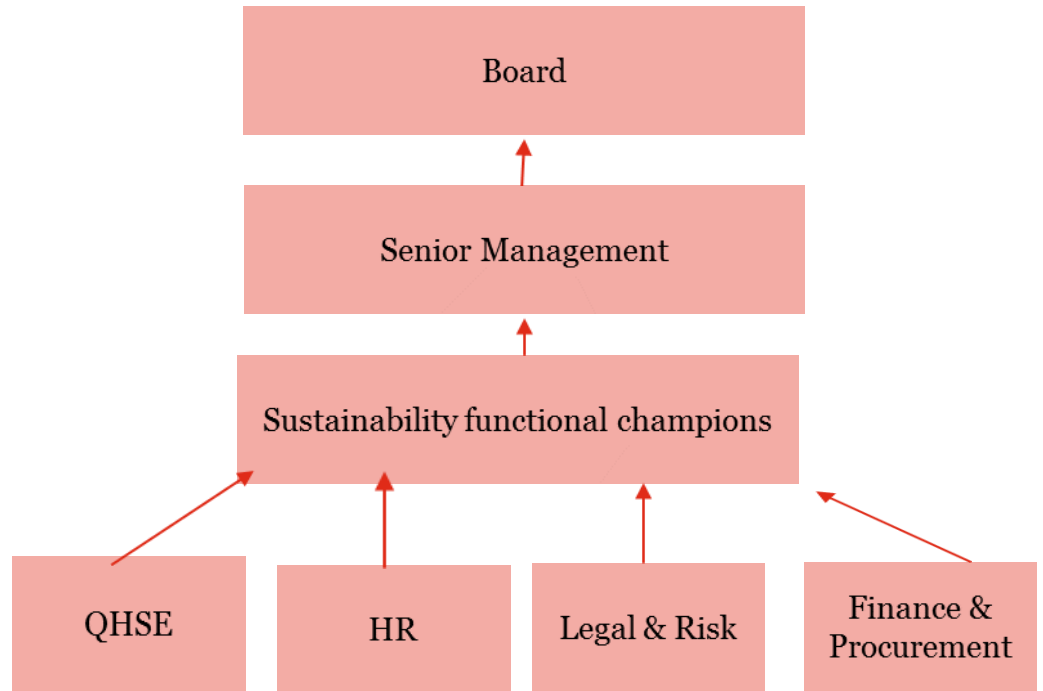 Board
Senior Management
Sustainability functional champions
QHSE
HR
Legal & Risk
Finance &
Procurement